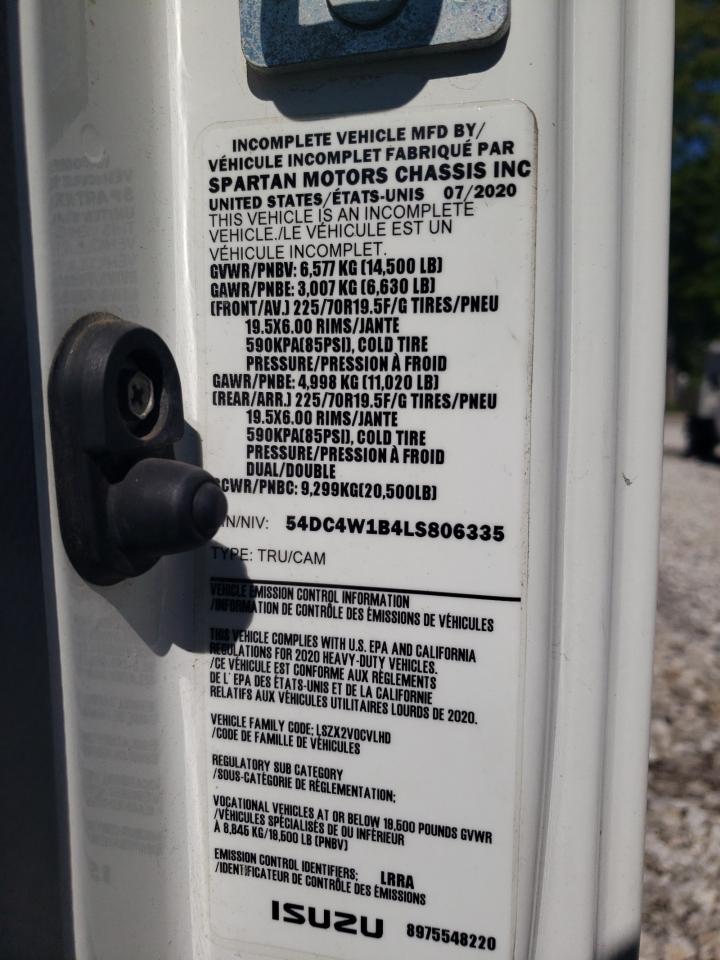 INCOMPLETE VEHICLE MFD BY/
VÉHICULE INCOMPLET FABRIQUÉ PAR
SPARTAN MOTORS CHASSIS INC
UNITED STATES/ÉTATS-UNIS 07/2020
THIS VEHICLE IS AN INCOMPLETE
VEHICLE./LE VÉHICULE EST UN
VÉHICULE INCOMPLET.
GVWR/PNBV: 6,577 KG (14,500 LB)
GAWR/PNBE: 3,007 KG (6,630 LB)
(FRONT/AV.) 225/70R19.5F/G TIRES/PNEU
19.5X6.00 RIMS/JANTE
590KPA(85PSI), COLD TIRE
PRESSURE/PRESSION À FROID
GAWR/PNBE: 4,998 KG (11,020 LB)
(REAR/ARR.) 225/70R19.5F/G TIRES/PNEU
19.5X6.00 RIMS/JANTE
590KPA(85PSI), COLD TIRE
PRESSURE/PRESSION À FROID
DUAL/DOUBLE
GCWR/PNBC: 9,299KG(20,500LB)
/NIV: 54DC4W1B4LS806335
TYPE: TRU/CAM
VEHICLE EMISSION CONTROL INFORMATION
/INFORMATION DE CONTRÔLE DES ÉMISSIONS DE VÉHICULES
THIS VEHICLE COMPLIES WITH U.S. EPA AND CALIFORNIA
REGULATIONS FOR 2020 HEAVY-DUTY VEHICLES.
/CE VÉHICULE EST CONFORME AUX RÈGLEMENTS
DE L' EPA DES ÉTATS-UNIS ET DE LA CALIFORNIE
RELATIFS AUX VÉHICULES UTILITAIRES LOURDS DE 2020.
VEHICLE FAMILY CODE: LSZX2VOCVLHD
/CODE DE FAMILLE DE VÉHICULES
REGULATORY SUB CATEGORY
/SOUS-CATÉGORIE DE RÉGLEMENTATION:
VOCATIONAL VEHICLES AT OR BELOW 19,500 POUNDS GVWR
/VÉHICULES SPÉCIALISÉS DE OU INFÉRIEUR
À 8,845 KG/19,500 LB (PNBV)
EMISSION CONTROL IDENTIFIERS: LRRA
/IDENTIFICATEUR DE CONTRÔLE DES ÉMISSIONS
ISUZU 8975548220